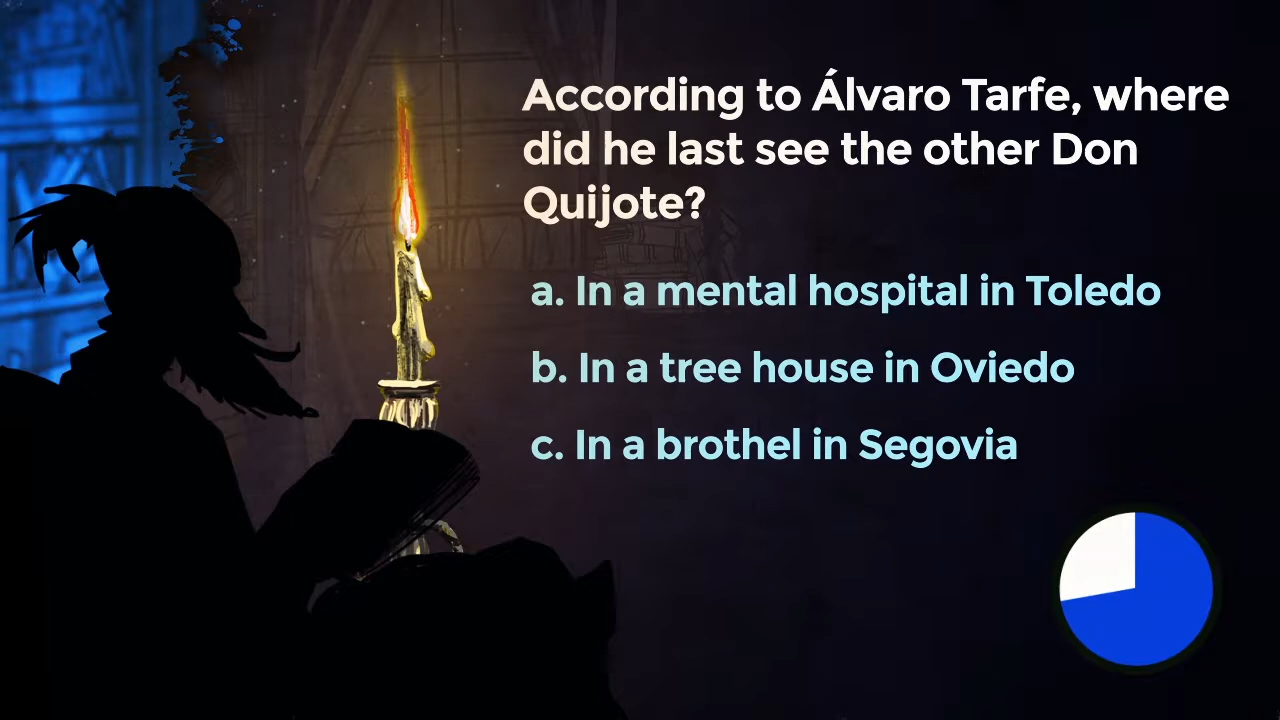 According to Álvaro Tarfe, where
did he last see the other Don
Quijote?
a. In a mental hospital in Toledo
b. In a tree house in Oviedo
c. In a brothel in Segovia